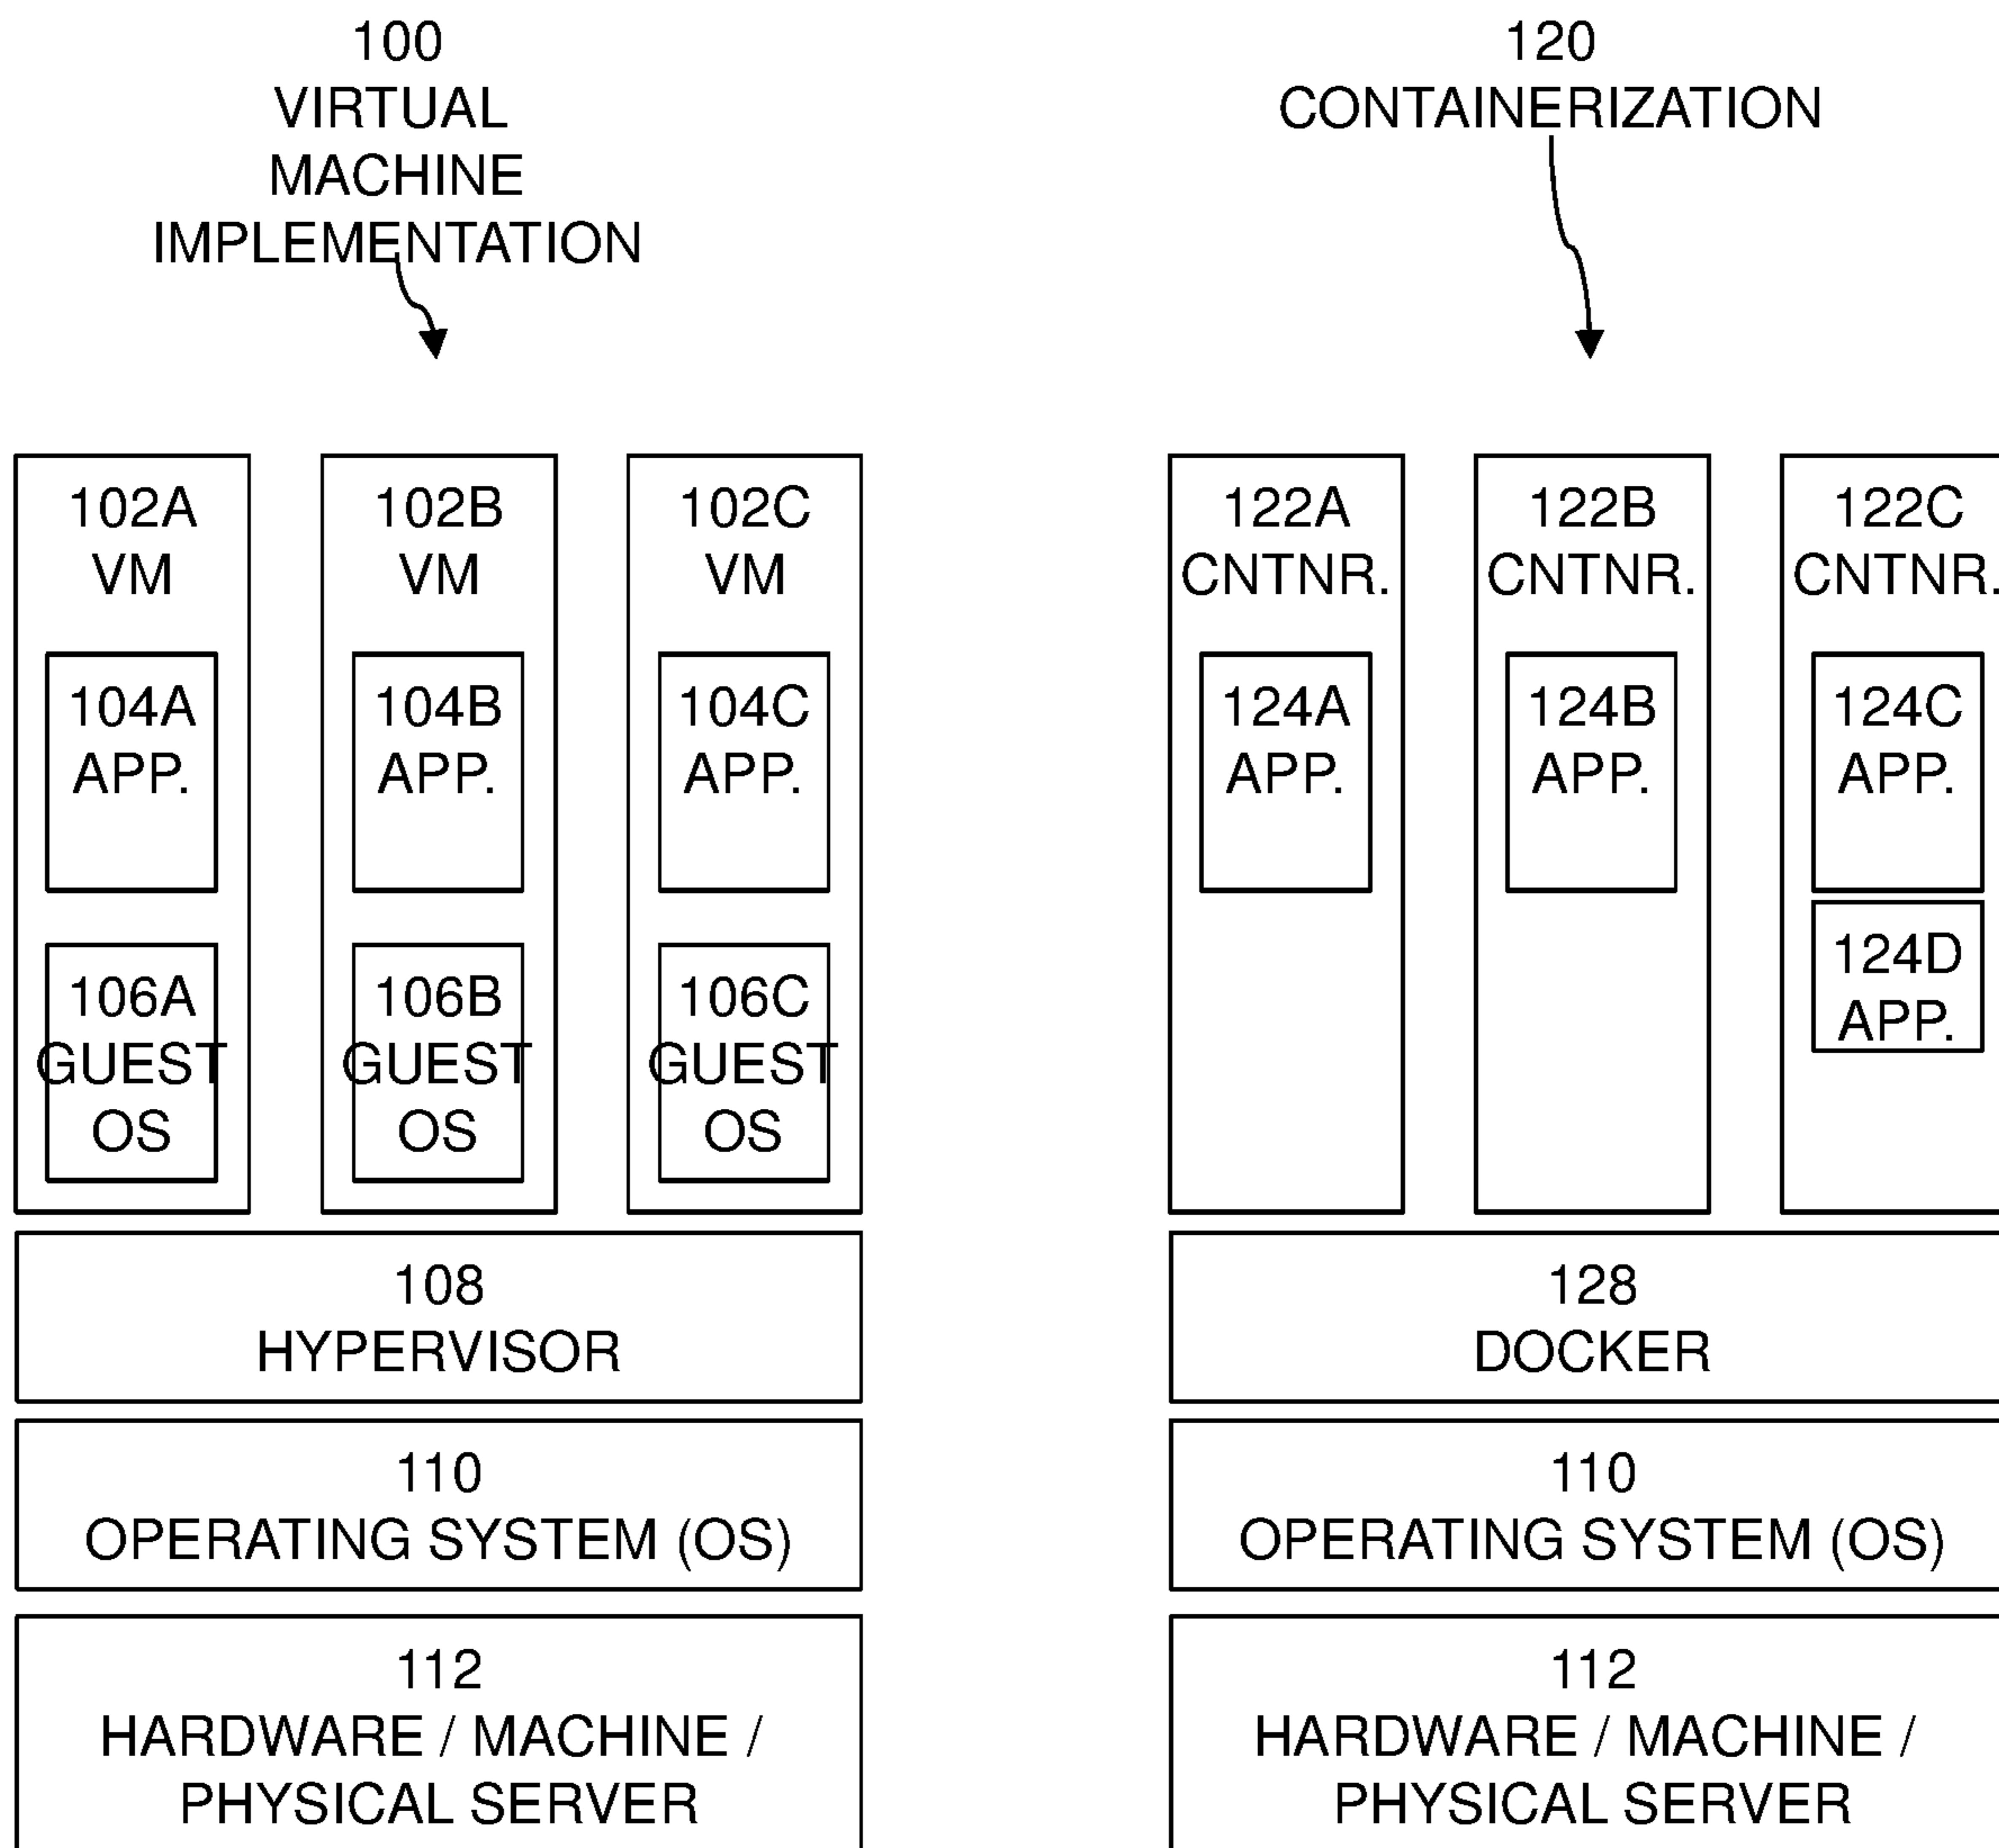 100
VIRTUAL
MACHINE
IMPLEMENTATION
102A
VM
104A
APP.
106A
GUEST
OS
102B
VM
104B
APP.
106B
GUEST
OS
102C
VM
104C
APP.
106C
GUEST
OS
108
HYPERVISOR
110
OPERATING SYSTEM (OS)
112
HARDWARE / MACHINE /
PHYSICAL SERVER
120
CONTAINERIZATION
122A
CNTNR.
124A
APP.
122B
CNTNR.
124B
APP.
122C
CNTNR.
124C
APP.
124D
APP.
128
DOCKER
110
OPERATING SYSTEM (OS)
112
HARDWARE / MACHINE /
PHYSICAL SERVER